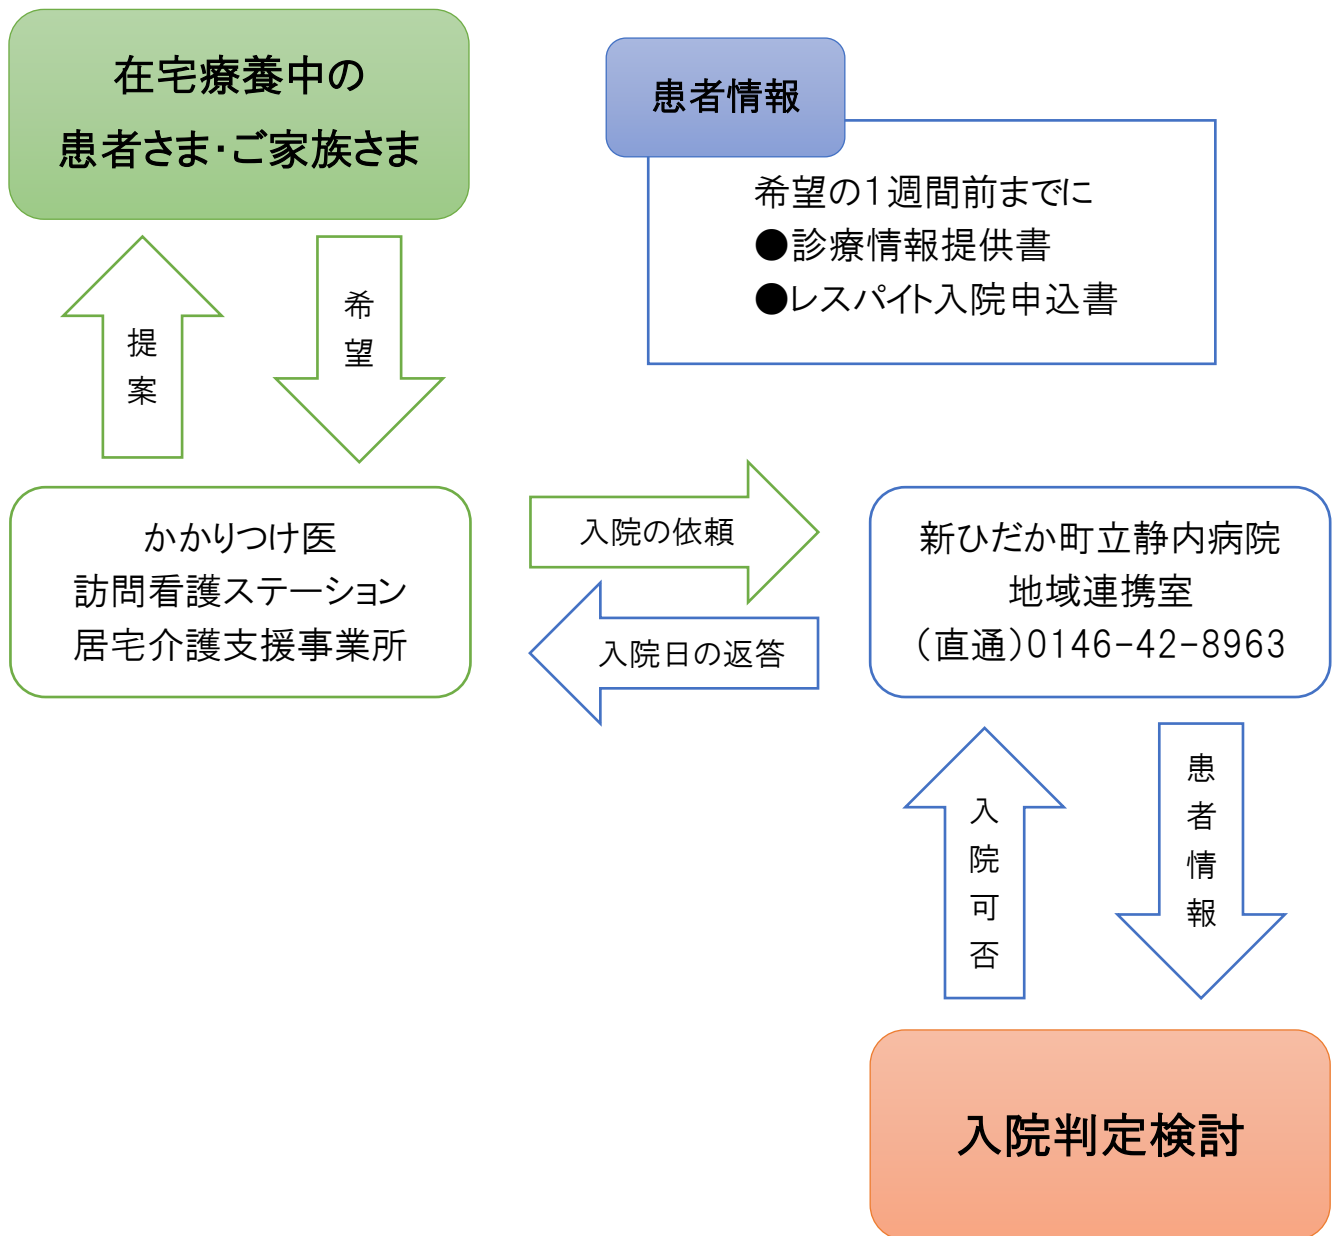 在宅療養中の
患者さま・ご家族さま
患者情報
希望の1週間前までに
●診療情報提供書
●レスパイト入院申込書
提案
希望
かかりつけ医
訪問看護ステーション
居宅介護支援事業所
入院の依頼
入院日の返答
新ひだか町立静内病院
地域連携室
（直通）0146-42-8963
入院可否
患者情報
入院判定検討